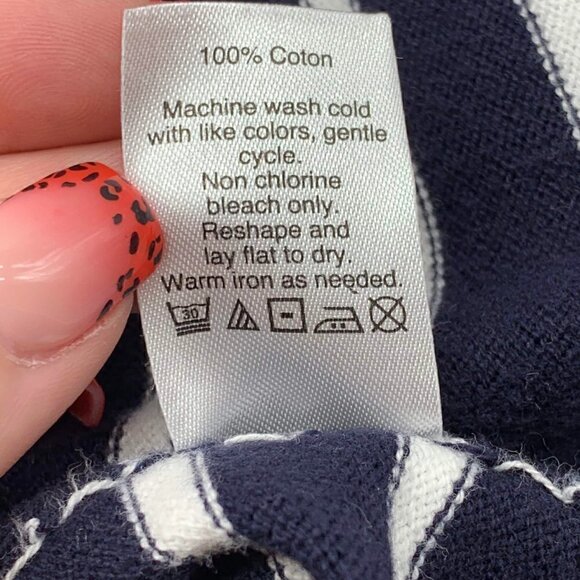 100% Coton
Machine wash cold
with like colors, gentle
cycle.
Non chlorine
bleach only.
Reshape and
lay flat to dry.
Warm iron as needed.
30